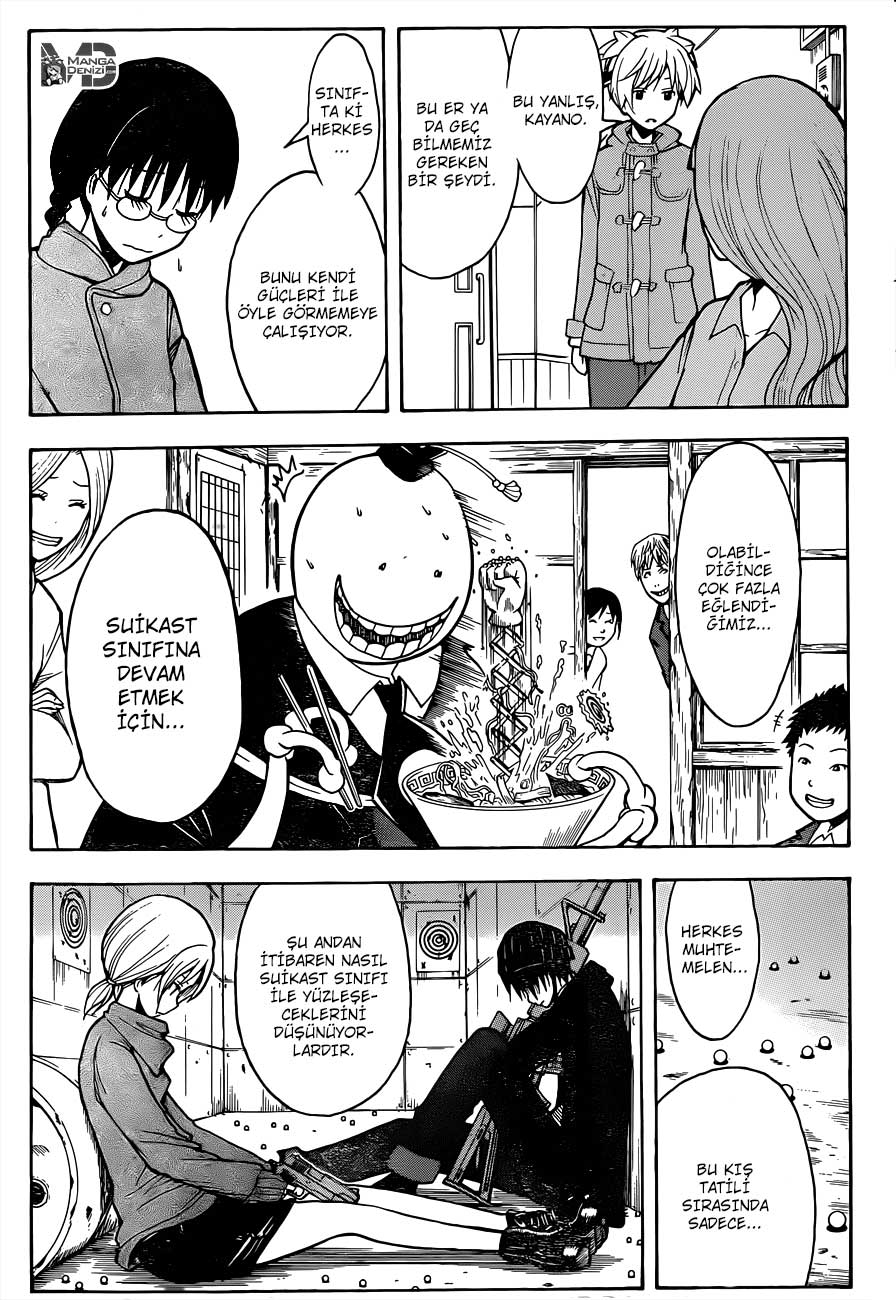 MANGA
DENİZİ
BU YANLIŞ,
KAYANO.
BU ER YA
DA GEÇ
BİLMEMİZ
GEREKEN
BİR ŞEYDİ.
SINIF-
TA Kİ
HERKES
...
BUNU KENDİ
GÜÇLERİ İLE
ÖYLE GÖRMEMEYE
ÇALIŞIYOR.
OLABİL-
DİĞİNCE
ÇOK FAZLA
EĞLENDİ-
ĞİMİZ...
SUİKAST
SINIFINA
DEVAM
ETMEK
İÇİN...
HERKES
MUHTE-
MELEN...
BU KIŞ
TATİLİ
SIRASINDA
SADECE...
ŞU ANDAN
İTİBAREN NASIL
SUİKAST SINIFI
İLE YÜZLEŞE-
CEKLERİNİ
DÜŞÜNÜYOR-
LARDIR.